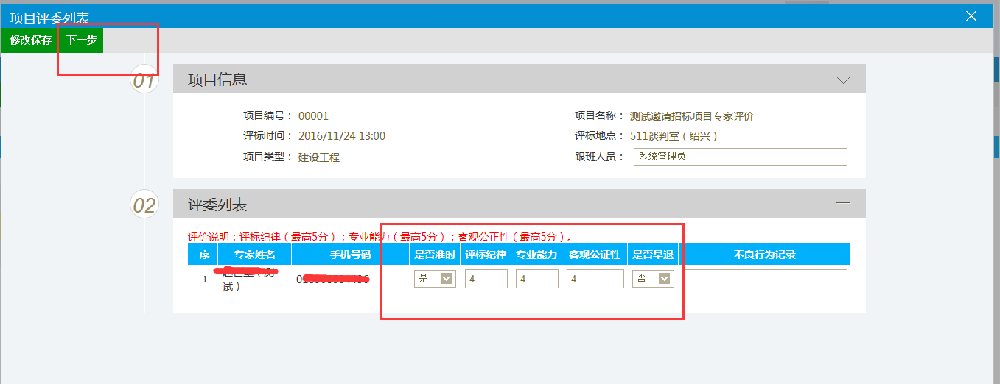 项目评委列表
修改保存 下一步
01 项目信息
项目编号： 00001 项目名称： 测试邀请招标项目专家评价
评标时间： 2016/11/24 13:00 评标地点： 511谈判室（绍兴）
项目类型： 建设工程 跟班人员： 系统管理员
02 评委列表
评价说明：评标纪律（最高5分）；专业能力（最高5分）；客观公正性（最高5分）。
序 专家姓名 手机号码 是否准时 评标纪律 专业能力 客观公证性 是否早退 不良行为记录
1 试） 是 4 4 4 否